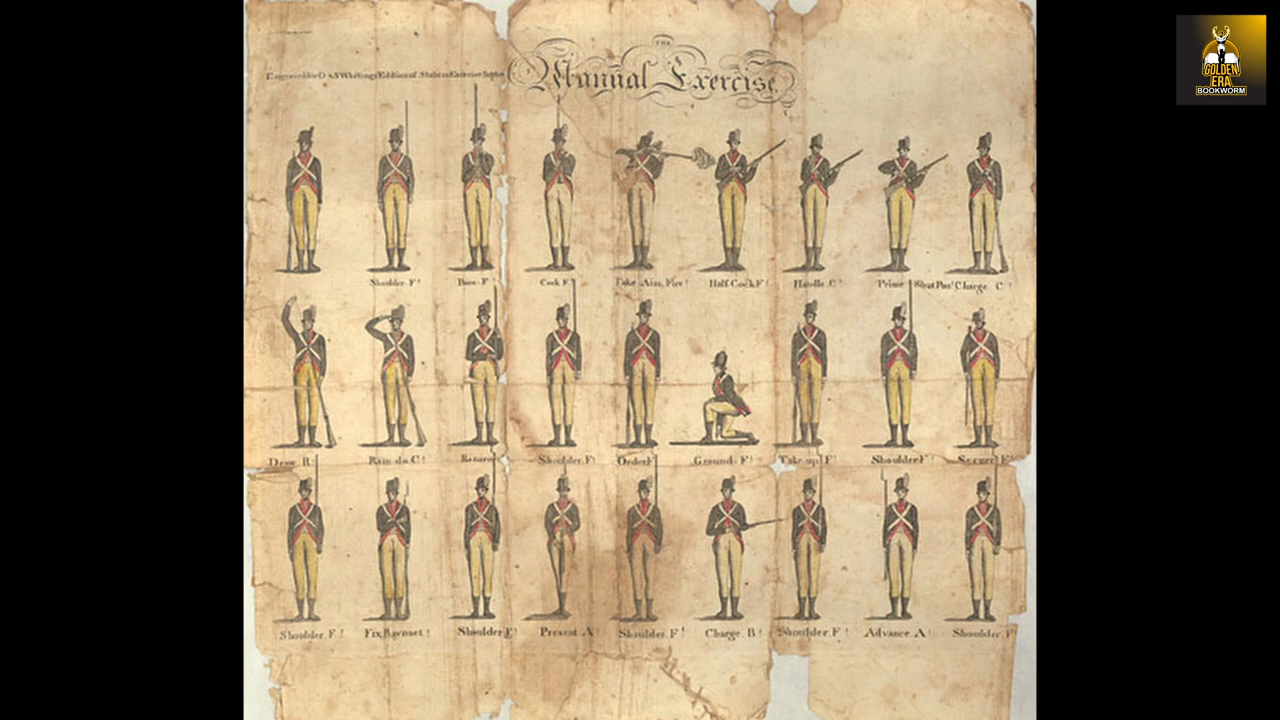 GOLDEN
ERA
BOOKWORM
THE
Manual Exercise
Shoulder F!
Poise F!
Cock F!
Take Aim. Fire!
Half Cock F!
Handle C!
Prime
Shut Pan!
Charge C!
Draw R!
Ram do. C!
Return
Shoulder F!
Order F!
Ground F!
Take up F!
Shoulder F!
Secure F!
Shoulder F!
Fix Bayonet!
Shoulder F!
Present A!
Shoulder F!
Charge B!
Shoulder F!
Advance A!
Shoulder F!